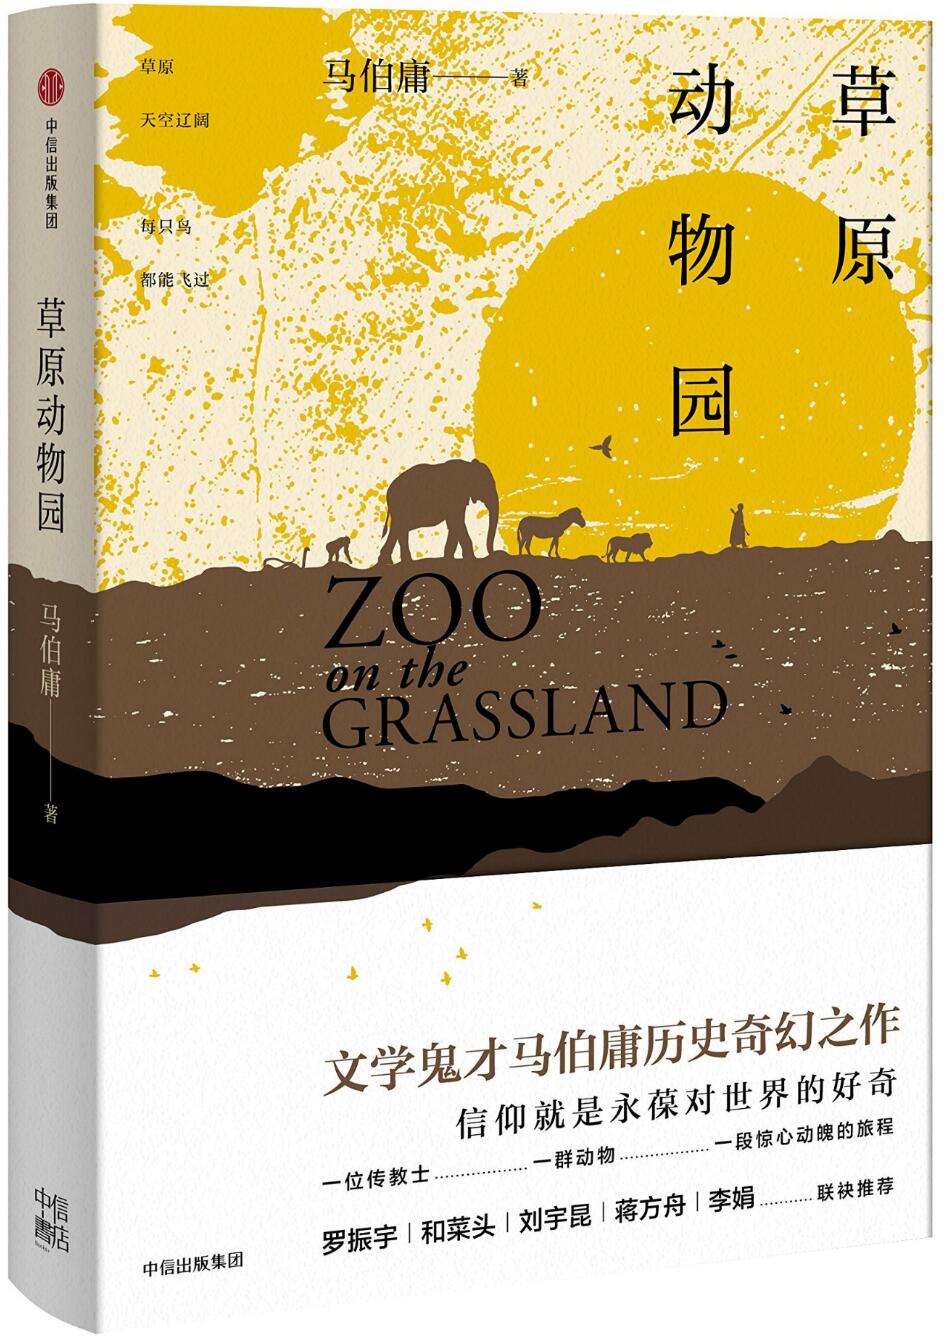 中信出版集团
草原动物园
马伯庸——著
中信書店
草原
天空辽阔
每只鸟
都能飞过
马伯庸——著
草原
动物园
ZOO
on the
GRASSLAND
文学鬼才马伯庸历史奇幻之作
信仰就是永葆对世界的好奇
一位传教士………………一群动物………………一段惊心动魄的旅程
罗振宇|和菜头|刘宇昆|蒋方舟|李娟…………联袂推荐
中信出版集团